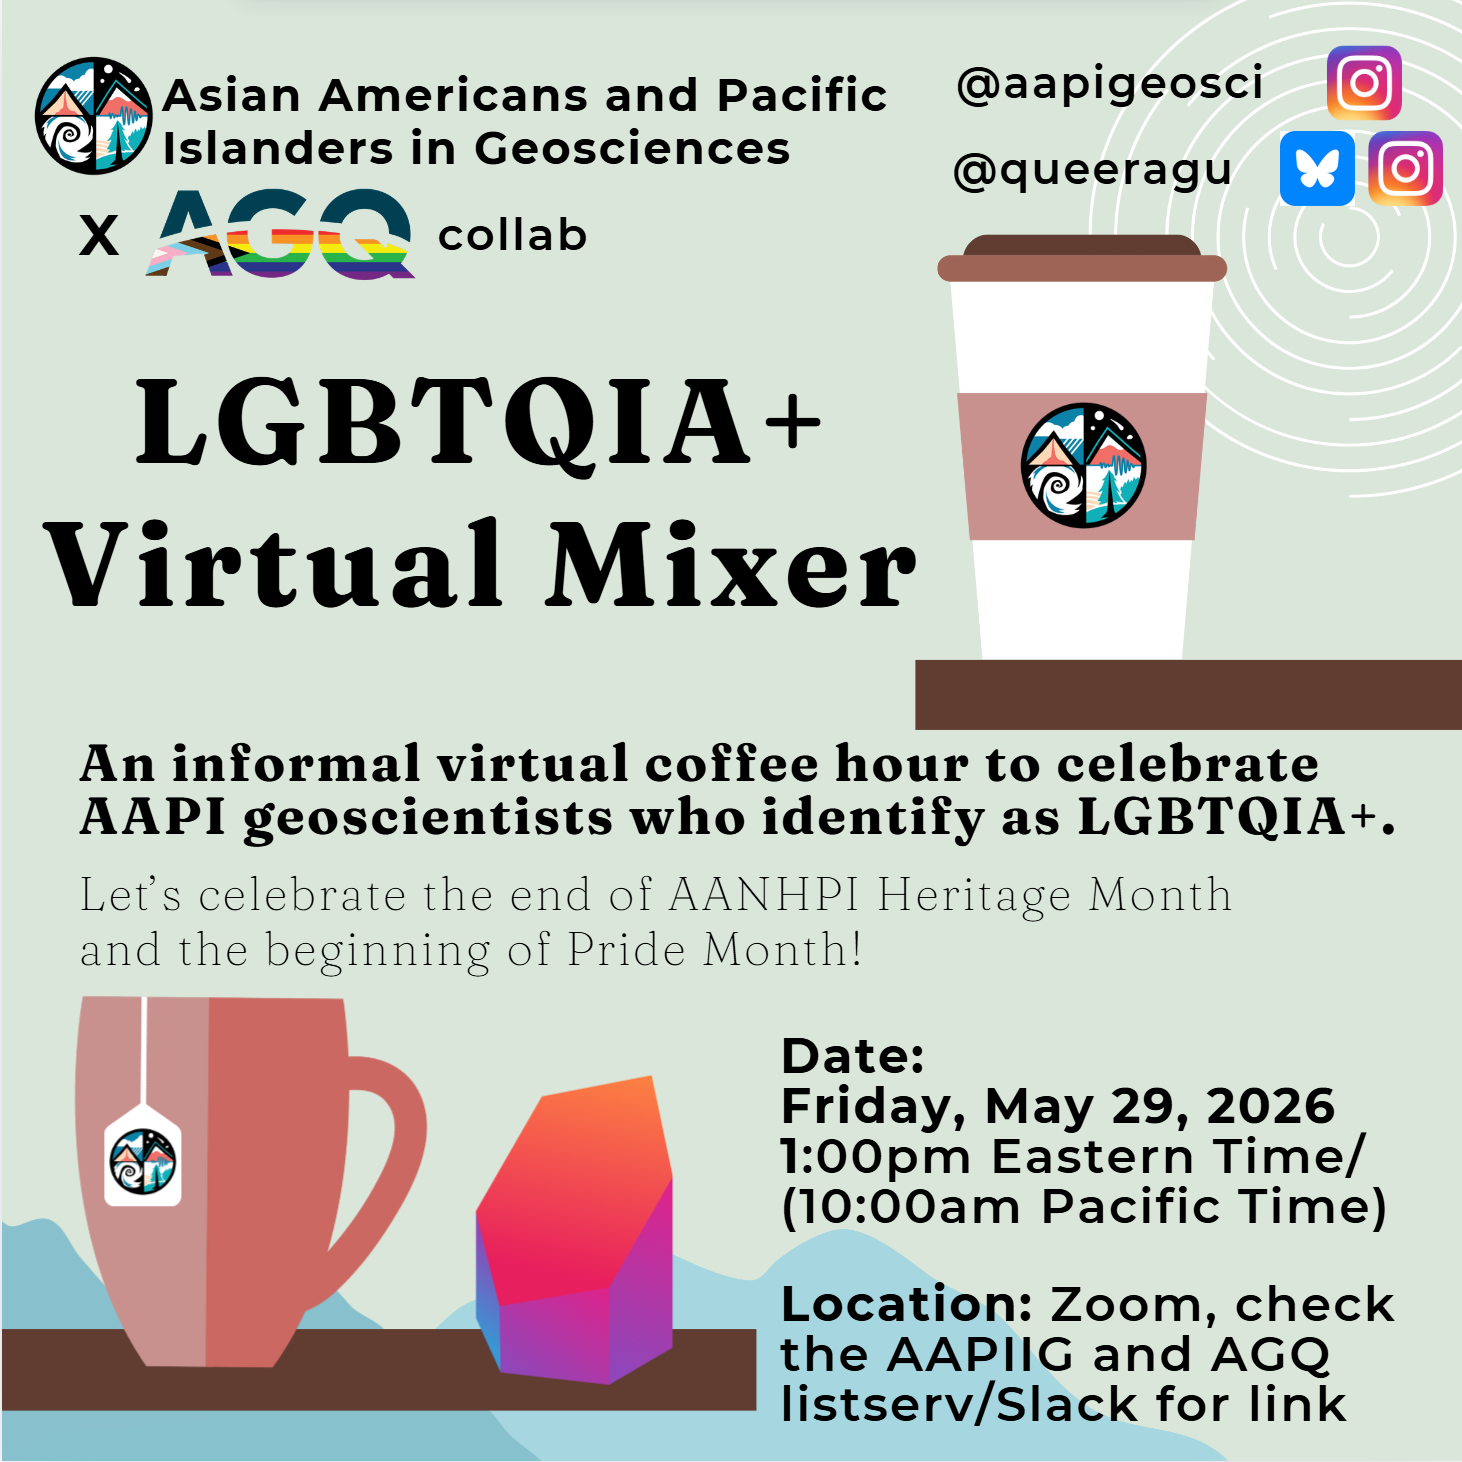 Asian Americans and Pacific
Islanders in Geosciences
X AGQ collab
@aapigeosci
@queeragu
LGBTQIA+
Virtual Mixer
An informal virtual coffee hour to celebrate
AAPI geoscientists who identify as LGBTQIA+.
Let’s celebrate the end of AANHPI Heritage Month
and the beginning of Pride Month!
Date:
Friday, May 29, 2026
1:00pm Eastern Time/
(10:00am Pacific Time)
Location: Zoom, check
the AAPIIG and AGQ
listserv/Slack for link